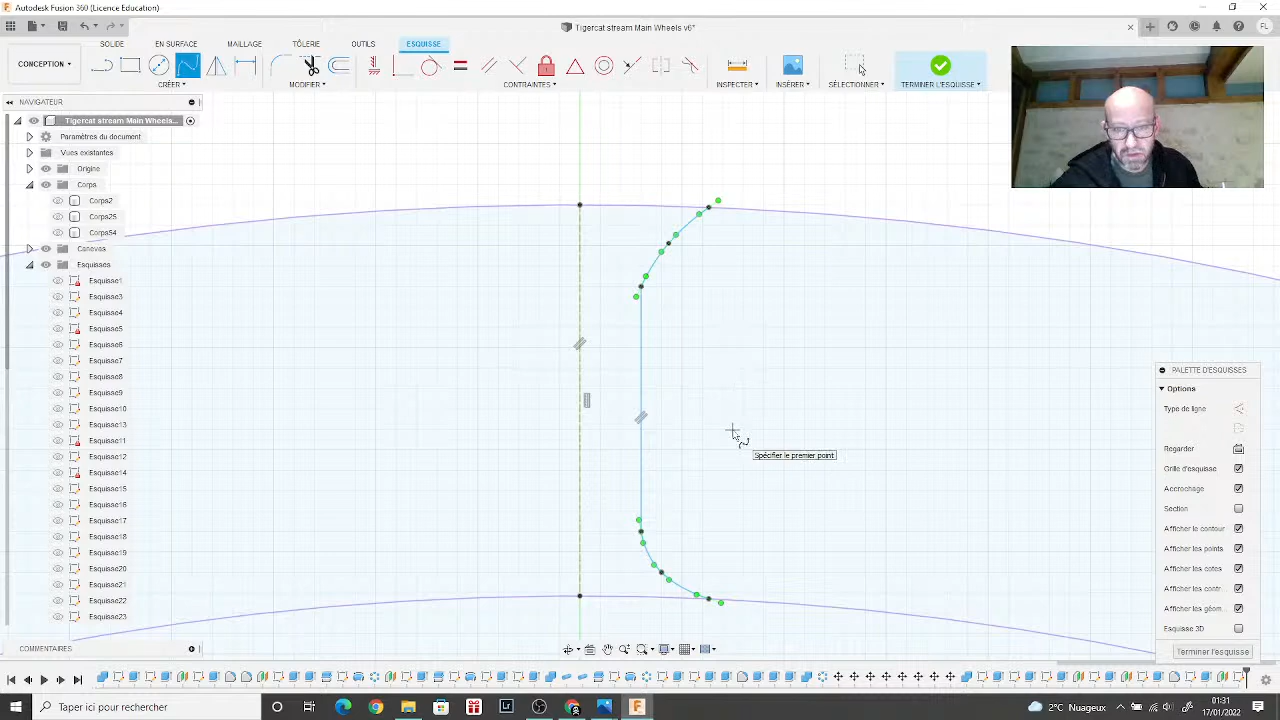 Autodesk Fusion 360 (Licence Education)
Tigercat stream Main Wheels v6*
SOLIDE
EN SURFACE
MAILLAGE
TÔLERIE
OUTILS
ESQUISSE
CONCEPTION
CRÉER
MODIFIER
CONTRAINTES
INSPECTER
INSÉRER
SÉLECTIONNER
TERMINER L'ESQUISSE
NAVIGATEUR
Tigercat stream Main Wheels...
Paramètres du document
Vues existantes
Origine
Corps
Corps2
Corps25
Corps54
Canevas
Esquisses
Esquisse1
Esquisse3
Esquisse4
Esquisse5
Esquisse6
Esquisse7
Esquisse8
Esquisse9
Esquisse10
Esquisse13
Esquisse11
Esquisse12
Esquisse14
Esquisse15
Esquisse16
Esquisse17
Esquisse18
Esquisse19
Esquisse20
Esquisse21
Esquisse22
Esquisse23
Spécifier le premier point
PALETTE D'ESQUISSES
Options
Type de ligne
Regarder
Grille d'esquisse
Accrochage
Section
Afficher le contour
Afficher les points
Afficher les cotes
Afficher les contr...
Afficher les géom...
Esquisse 3D
Terminer l'esquisse
COMMENTAIRES
Taper ici pour rechercher
2°C Nuageux
01:31
17/01/2022